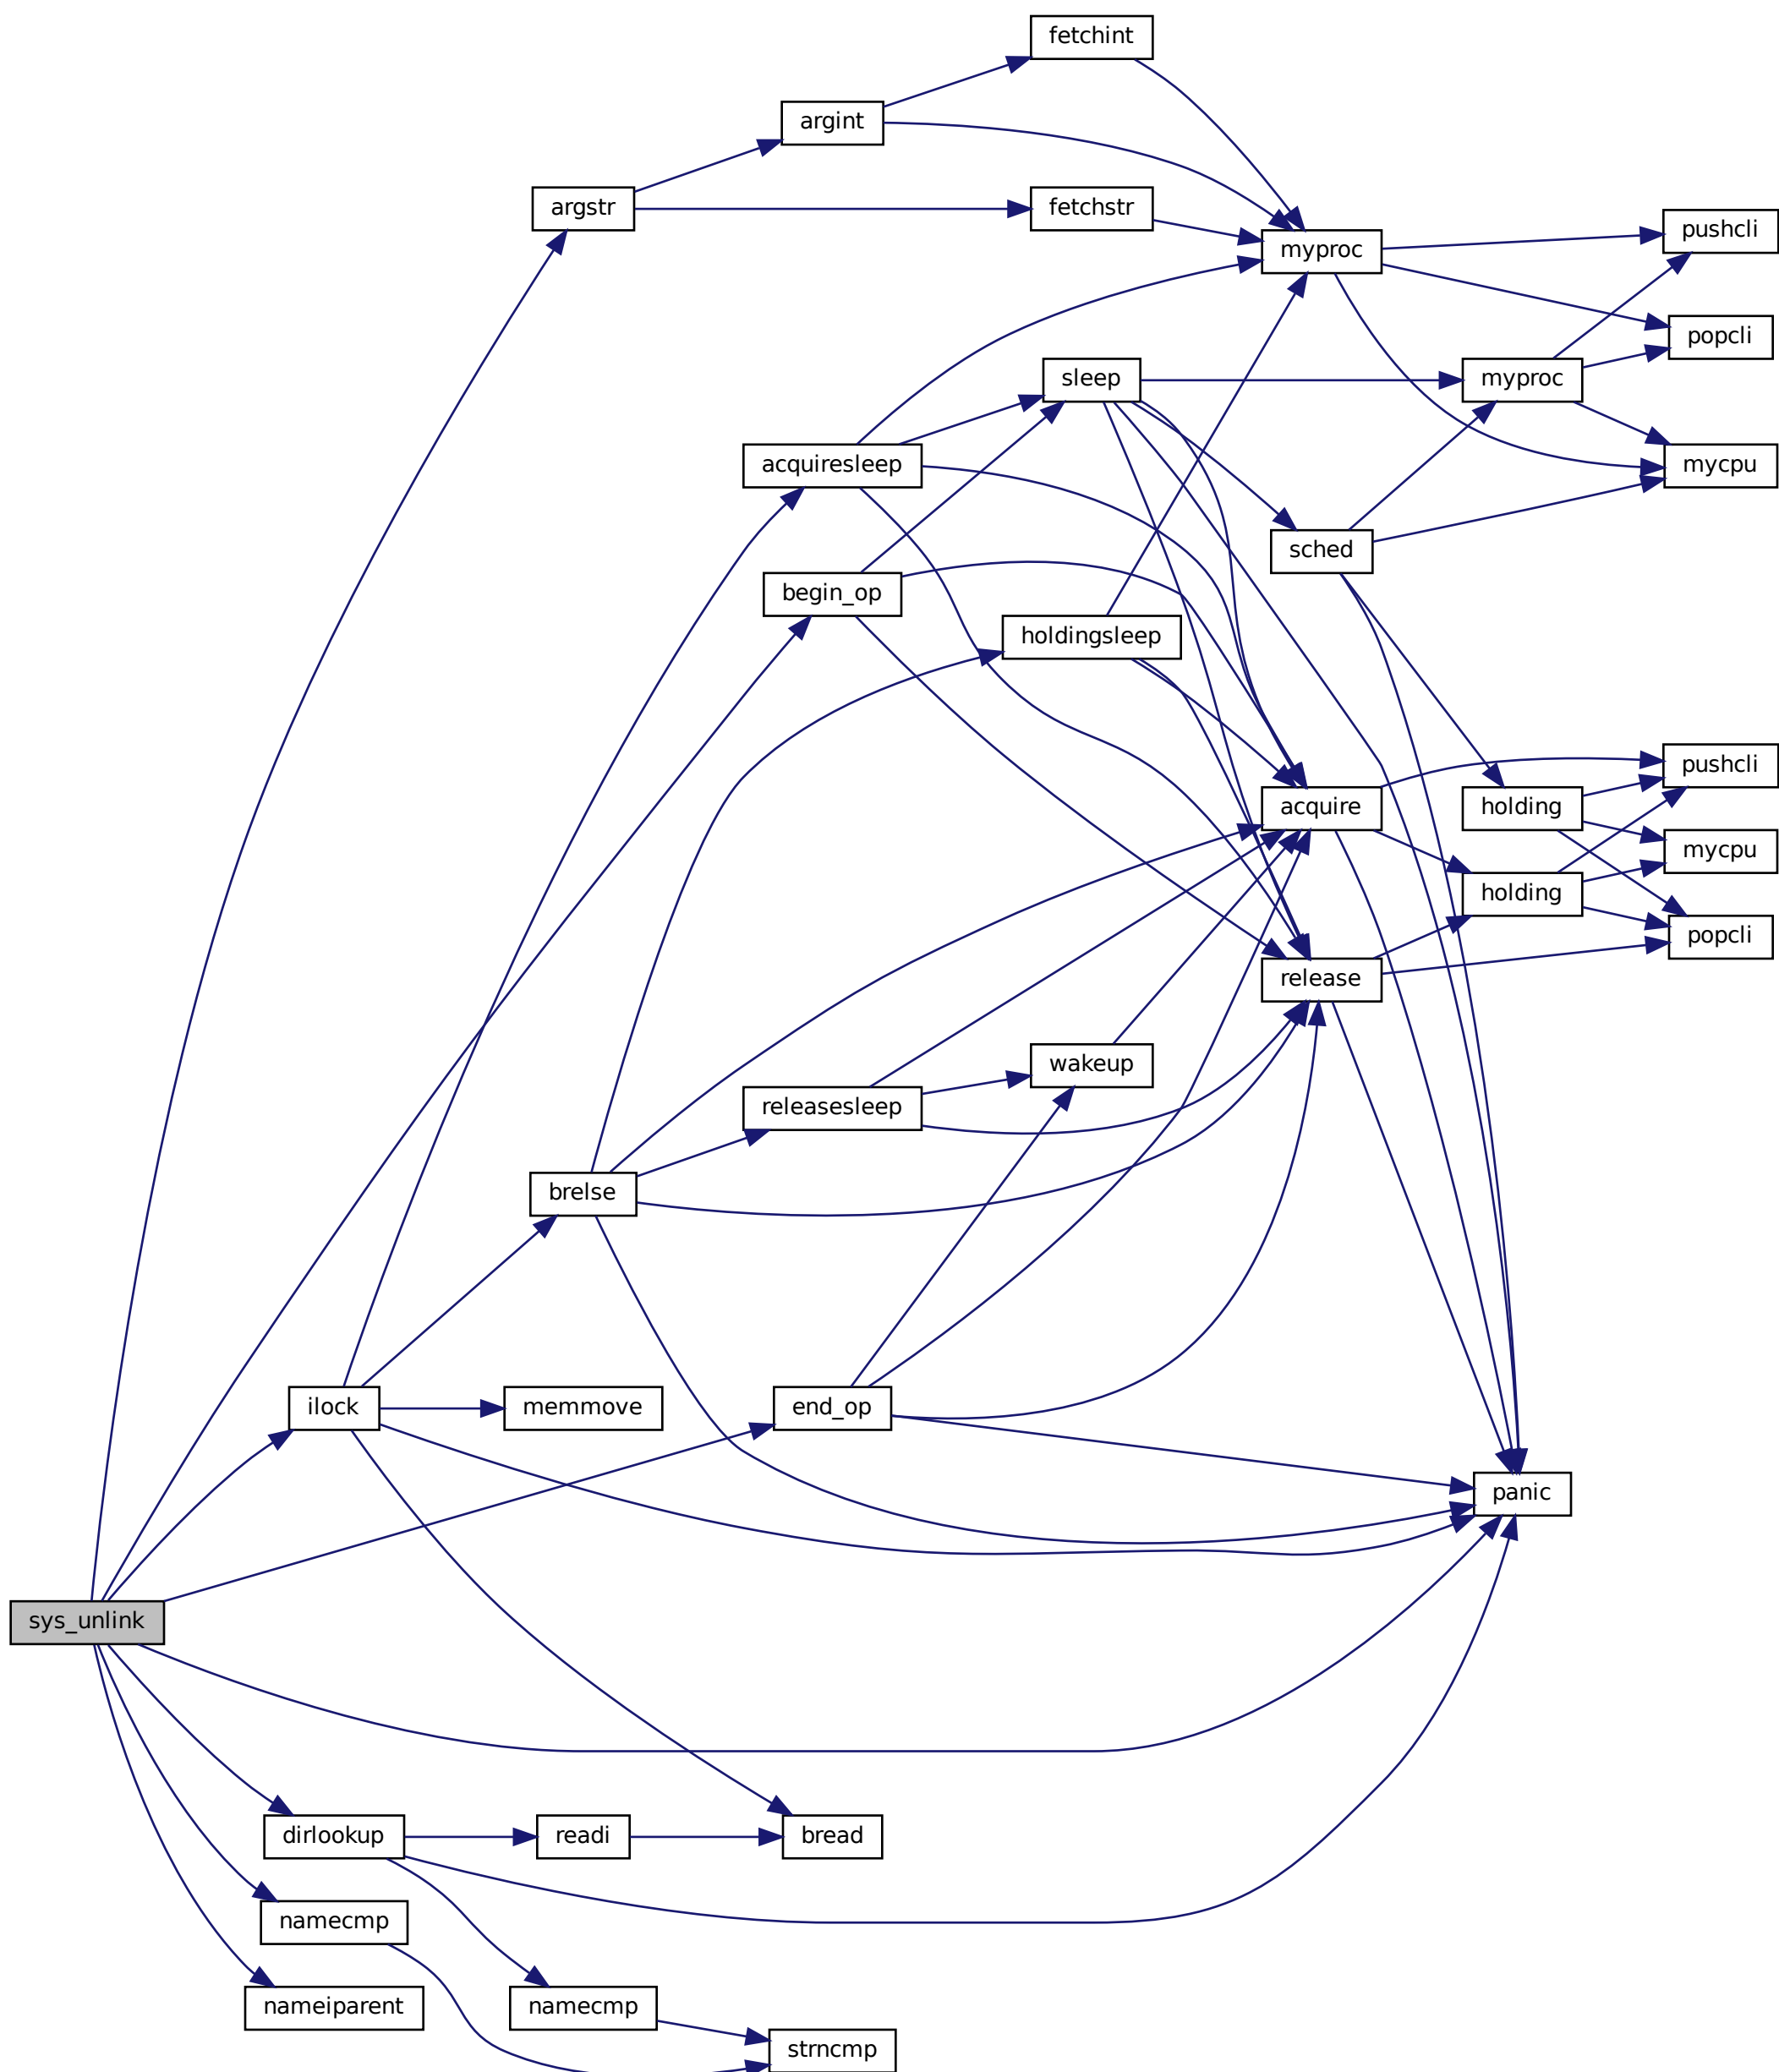 fetchint
argint
argstr
fetchstr
pushcli
myproc
popcli
sleep
myproc
acquiresleep
mycpu
sched
begin_op
holdingsleep
pushcli
acquire
holding
mycpu
holding
popcli
release
wakeup
releasesleep
brelse
ilock
memmove
end_op
panic
sys_unlink
dirlookup
readi
bread
namecmp
nameiparent
namecmp
strncmp